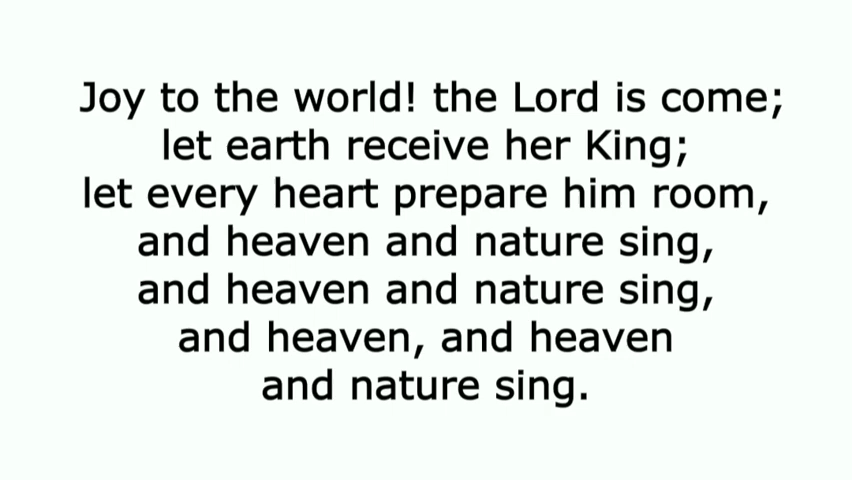 Joy to the world! the Lord is come;
let earth receive her King;
let every heart prepare him room,
and heaven and nature sing,
and heaven and nature sing,
and heaven, and heaven
and nature sing.